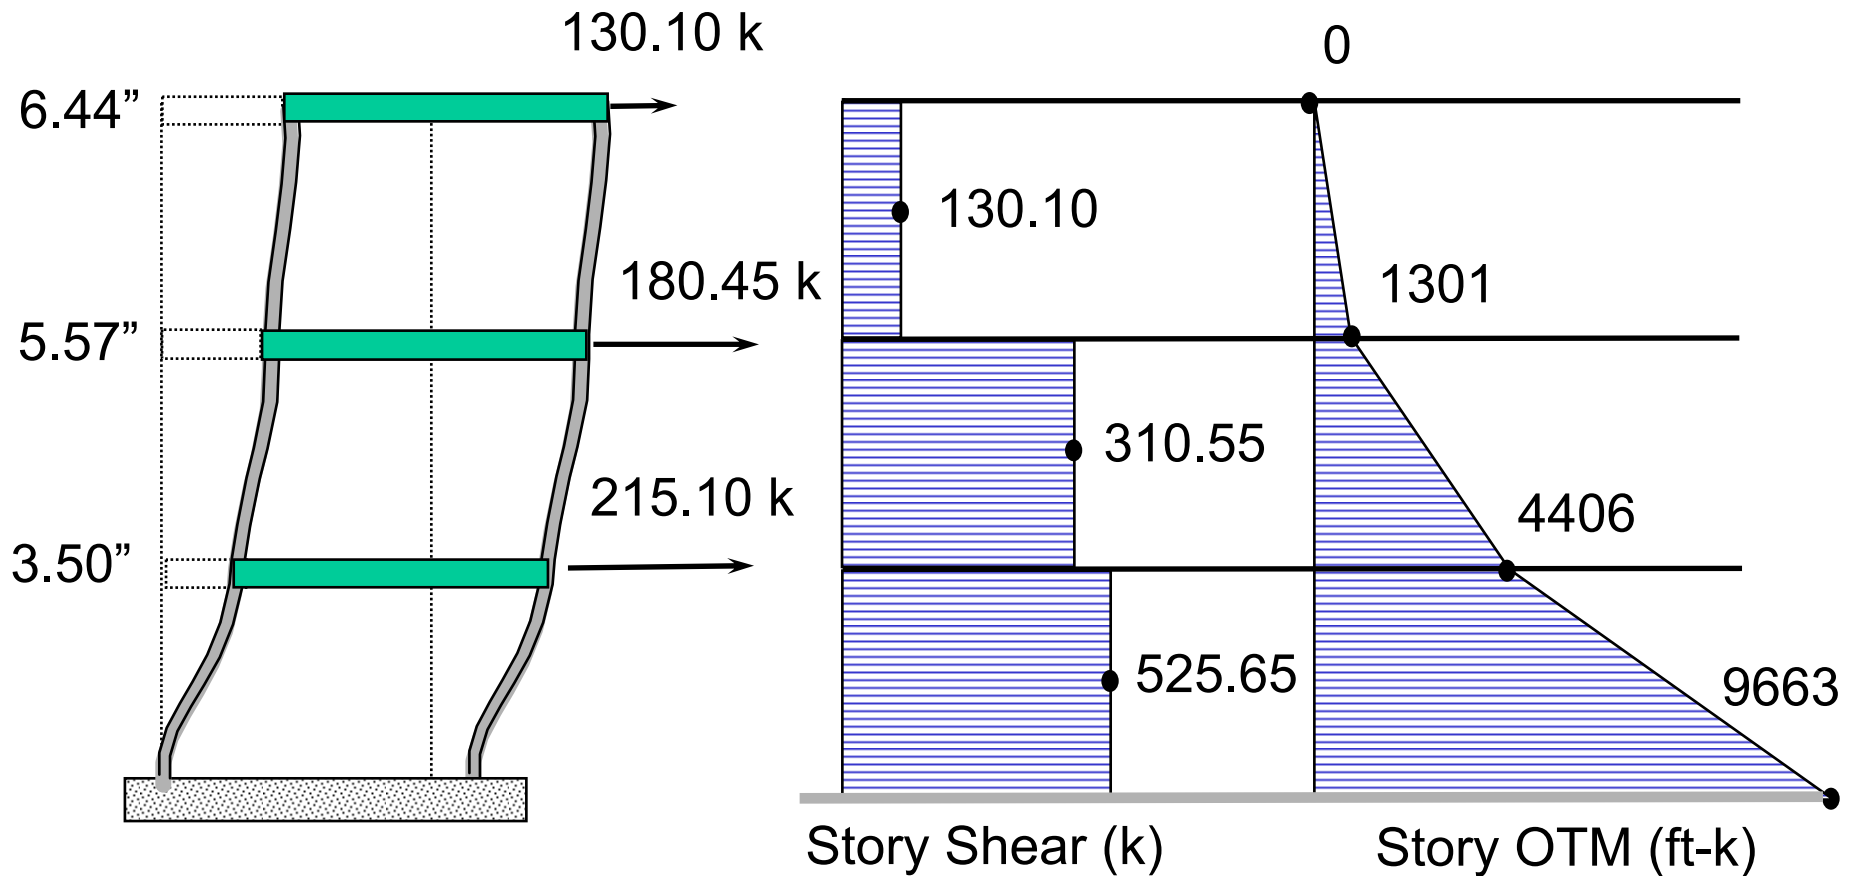 130.10 k
0
6.44”
130.10
180.45 k
1301
5.57”
310.55
215.10 k
4406
3.50”
525.65
9663
Story Shear (k)
Story OTM (ft-k)